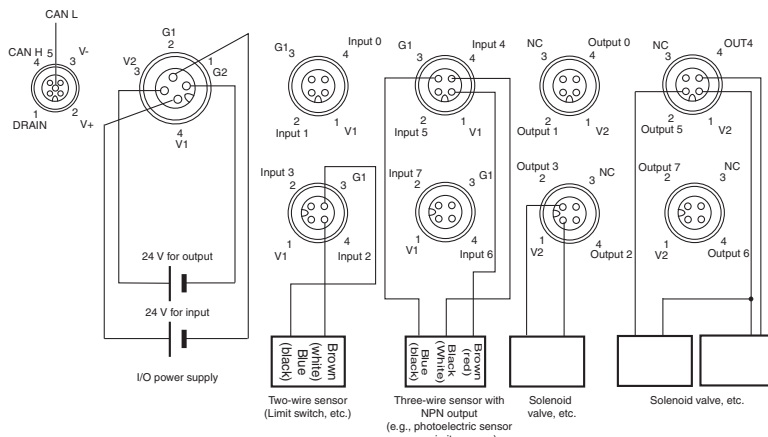 CAN L
CAN H
5
4
3
V-
1
2
DRAIN
V+
G1
2
V2
3
1
G2
4
V1
24 V for output
24 V for input
I/O power supply
G1
3
4
Input 0
2
1
Input 1
V1
Input 3
2
3
G1
1
4
V1
Input 2
Brown
(white)
Blue
(black)
Two-wire sensor
(Limit switch, etc.)
G1
3
4
Input 4
2
1
Input 5
V1
Input 7
2
3
G1
1
4
V1
Input 6
Brown
(red)
Black
(White)
Blue
(black)
Three-wire sensor with
NPN output
(e.g., photoelectric sensor
NC
3
4
Output 0
2
1
Output 1
V2
Output 3
2
3
NC
1
4
V2
Output 2
Solenoid
valve, etc.
NC
3
4
OUT4
2
1
Output 5
V2
Output 7
2
3
NC
1
4
V2
Output 6
Solenoid valve, etc.